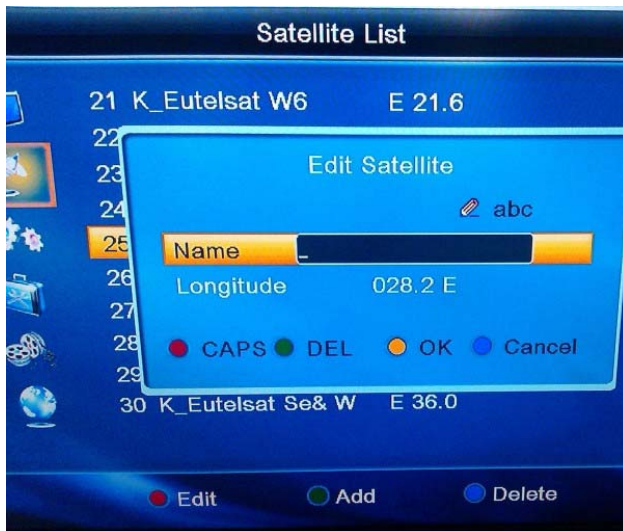 Satellite List
21 K_Eutelsat W6 E 21.6
22
23
24
25
26
27
28
29
30 K_Eutelsat Se& W E 36.0
Edit Satellite
abc
Name _
Longitude 028.2 E
CAPS DEL OK Cancel
Edit Add Delete